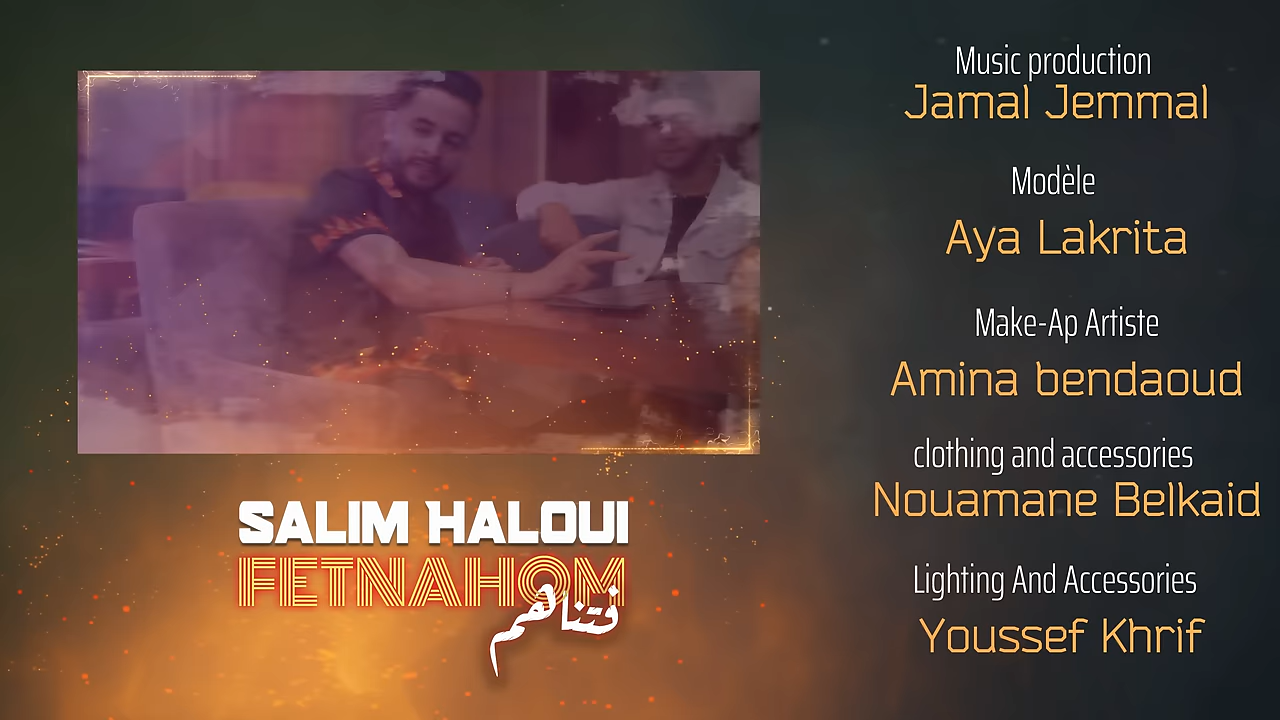 SALIM HALOUI
FETNAHOM
فتناهم
Music production
Jamal Jemmal
Modèle
Aya Lakrita
Make-Ap Artiste
Amina bendaoud
clothing and accessories
Nouamane Belkaid
Lighting And Accessories
Youssef Khrif